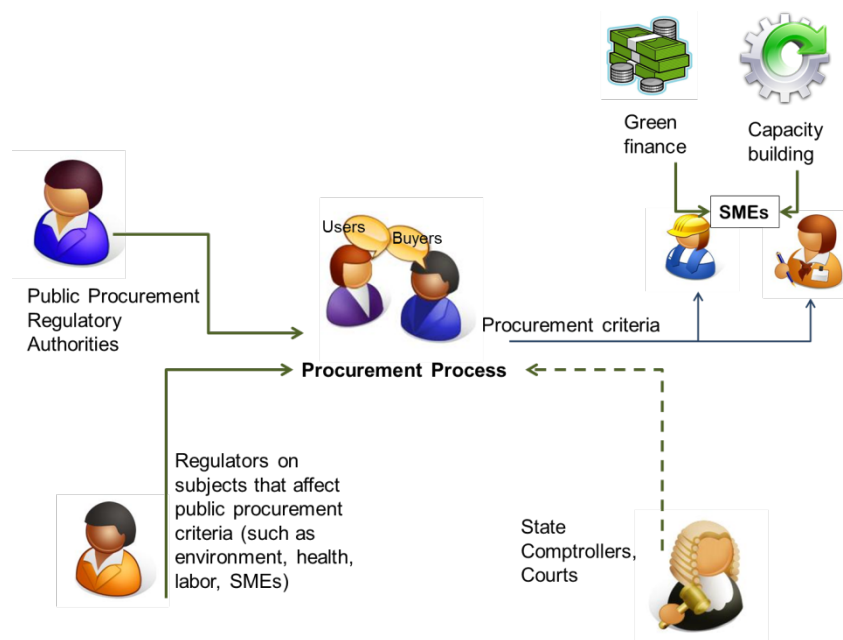 Green
finance
Capacity
building
SMEs
Users
Buyers
Public Procurement
Regulatory
Authorities
Procurement criteria
Procurement Process
Regulators on
subjects that affect
public procurement
criteria (such as
environment, health,
labor, SMEs)
State
Comptrollers,
Courts